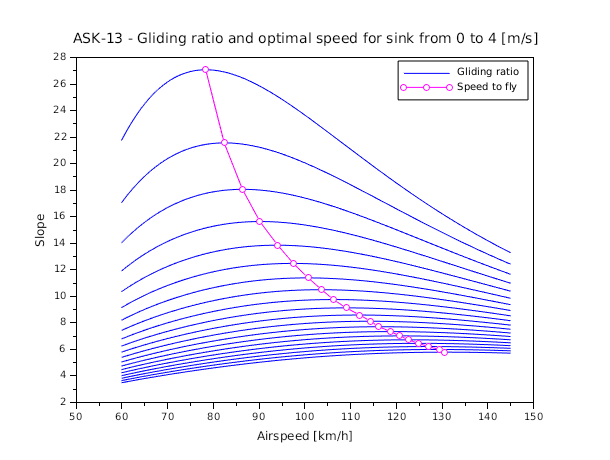 ASK-13 - Gliding ratio and optimal speed for sink from 0 to 4 [m/s]
28
26
24
22
20
18
16
14
12
10
8
6
4
2
Slope
Gliding ratio
Speed to fly
50 60 70 80 90 100 110 120 130 140 150
Airspeed [km/h]